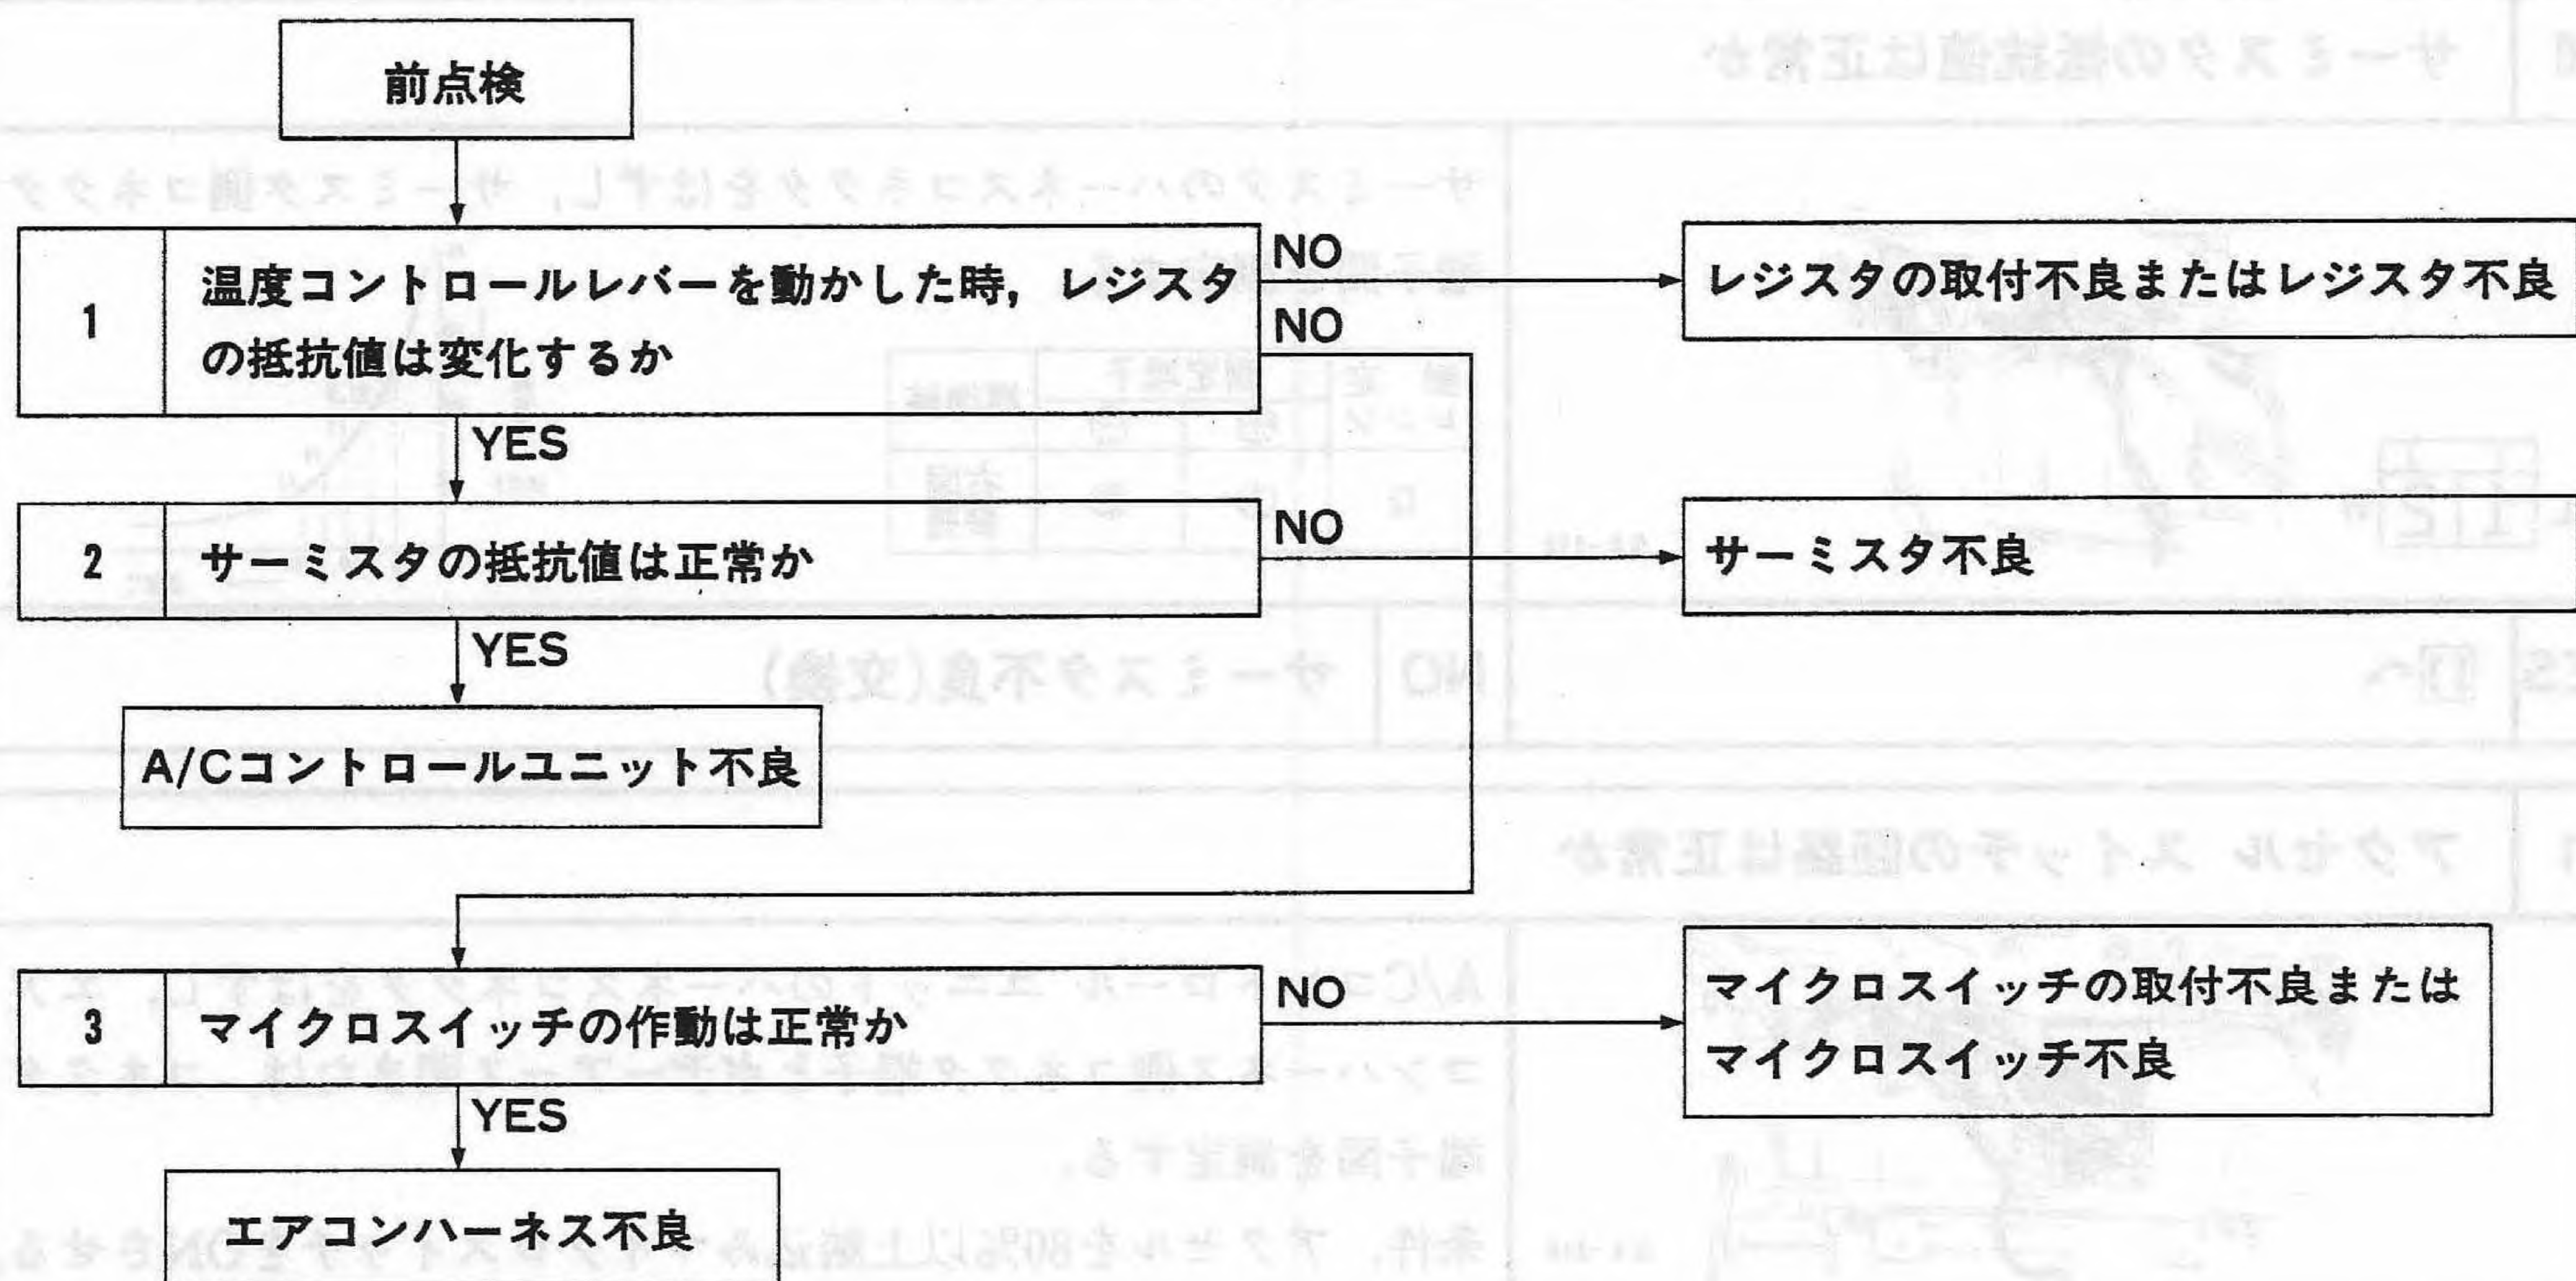 前点検
1
温度コントロールレバーを動かした時,レジスタ
の抵抗値は変化するか
NO
レジスタの取付不良またはレジスタ不良
NO
YES
2
サーミスタの抵抗値は正常か
NO
サーミスタ不良
YES
A/Cコントロールユニット不良
3
マイクロスイッチの作動は正常か
NO
マイクロスイッチの取付不良または
マイクロスイッチ不良
YES
エアコンハーネス不良